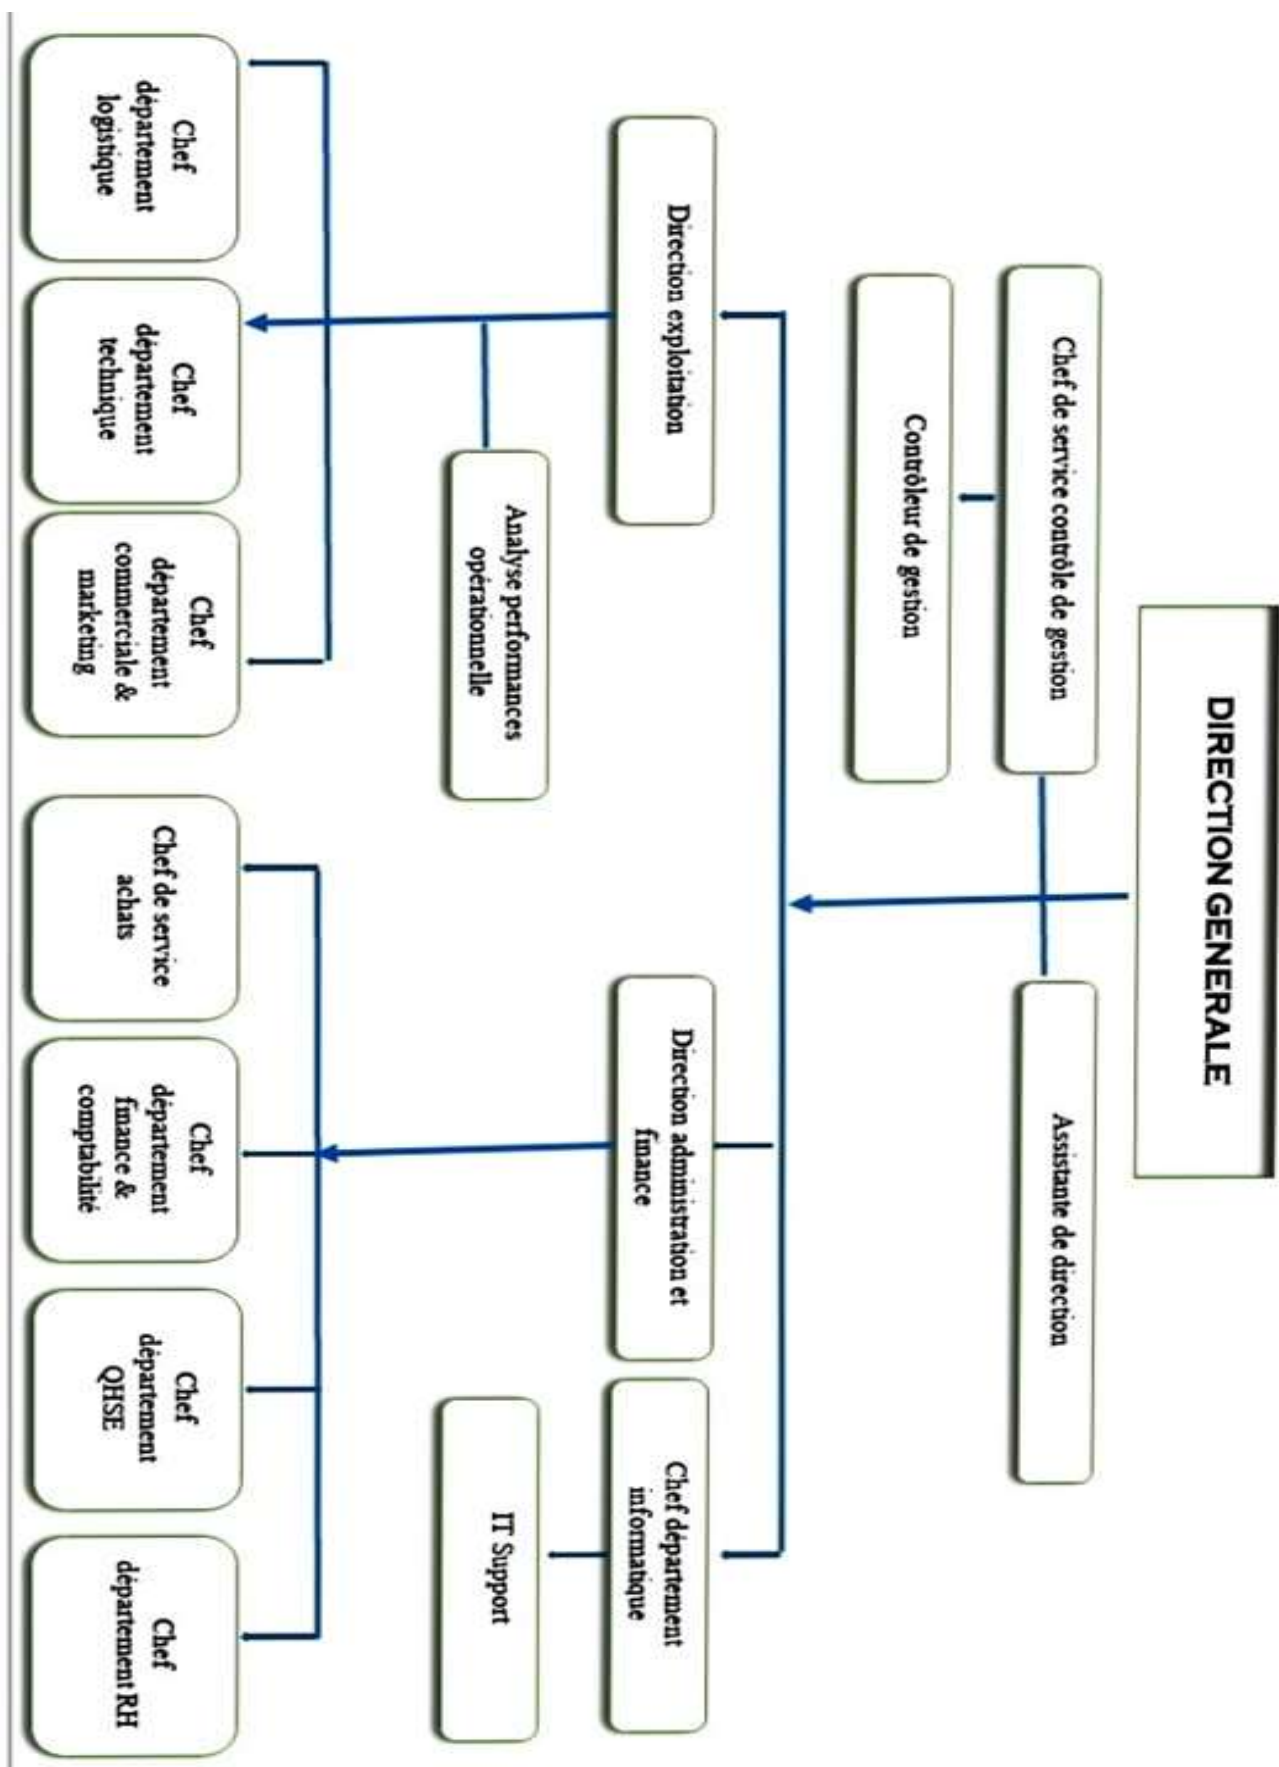 DIRECTION GENERALE
Chef de service contrôle de gestion
Assistante de direction
Contrôleur de gestion
Direction exploitation
Direction administration et
finance
Chef département
informatique
Analyse performances
opérationnelle
IT Support
Chef
département
logistique
Chef
département
technique
Chef
département
commerciale &
marketing
Chef de service
achats
Chef
département
finance &
comptabilité
Chef
département
QHSE
Chef
département RH